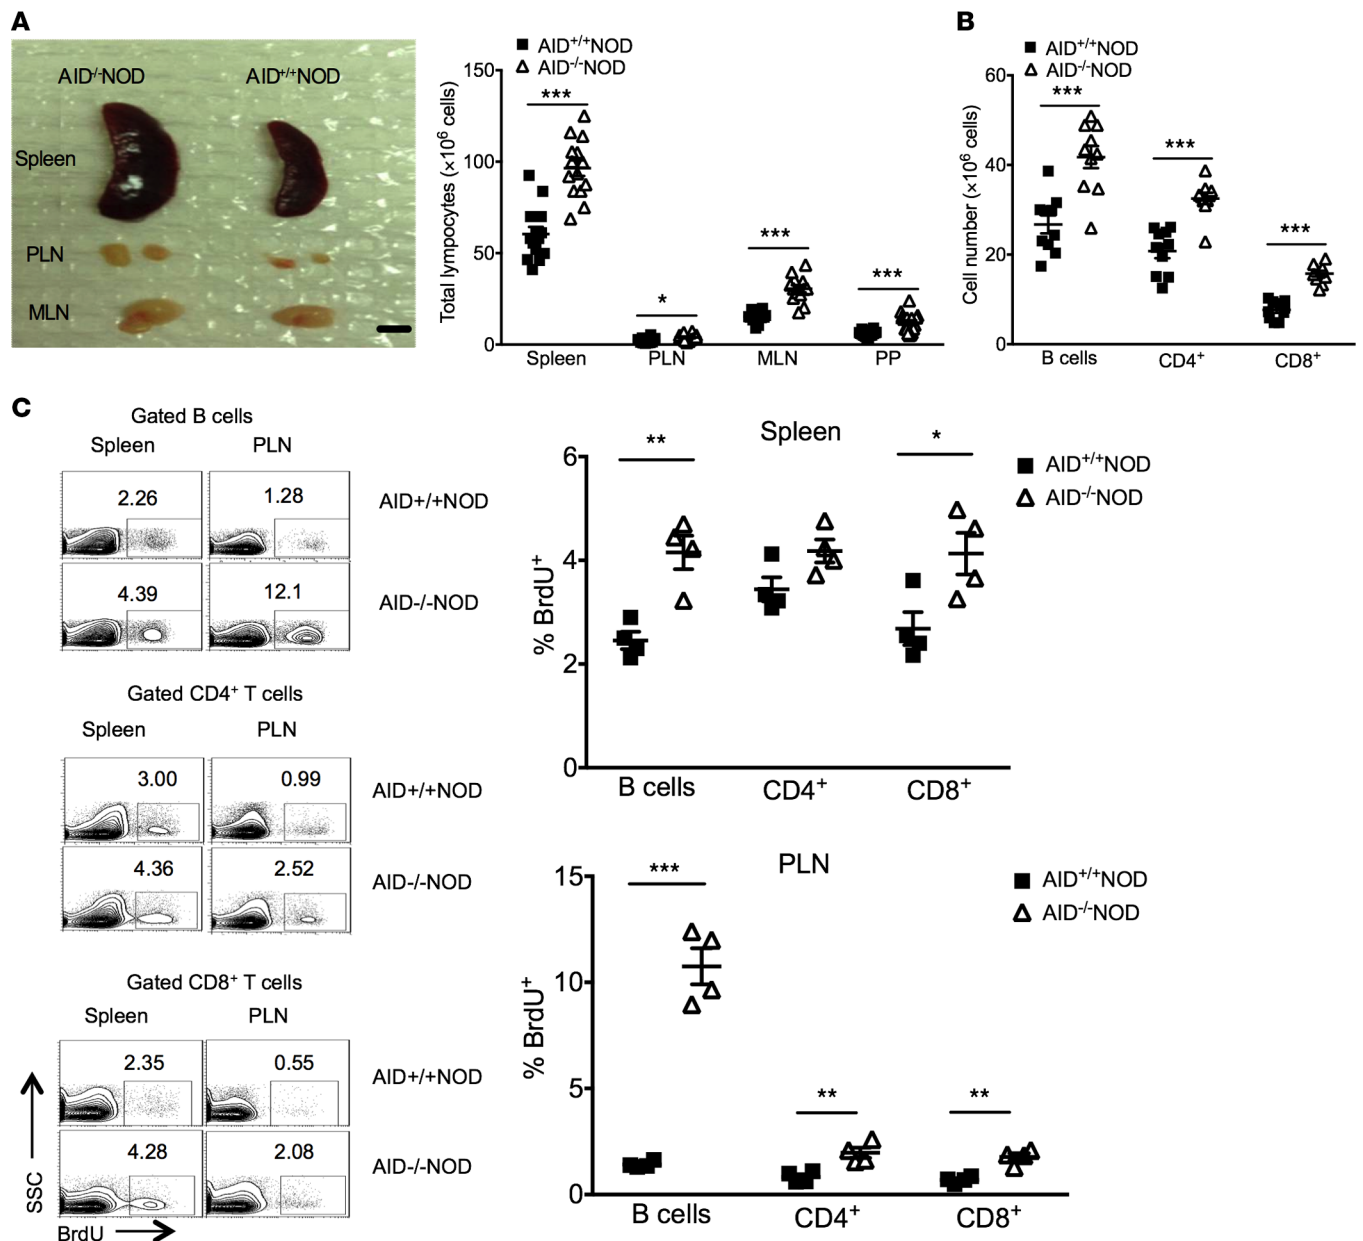 A
AID-/-NOD
AID+/+NOD
Spleen
PLN
MLN
Total lympocytes (×10⁶ cells)
AID+/+NOD
AID-/-NOD
150
100
50
0
***
*
***
***
Spleen
PLN
MLN
PP
B
Cell number (×10⁶ cells)
AID+/+NOD
AID-/-NOD
60
40
20
0
***
***
***
B cells
CD4⁺
CD8⁺
C
Gated B cells
Spleen
PLN
2.26
1.28
AID+/+NOD
4.39
12.1
AID-/-NOD
Gated CD4⁺ T cells
Spleen
PLN
3.00
0.99
AID+/+NOD
4.36
2.52
AID-/-NOD
Gated CD8⁺ T cells
Spleen
PLN
2.35
0.55
AID+/+NOD
4.28
2.08
AID-/-NOD
SSC
BrdU
Spleen
% BrdU⁺
6
4
2
0
**
*
AID+/+NOD
AID-/-NOD
B cells
CD4⁺
CD8⁺
PLN
% BrdU⁺
15
10
5
0
***
**
**
AID+/+NOD
AID-/-NOD
B cells
CD4⁺
CD8⁺